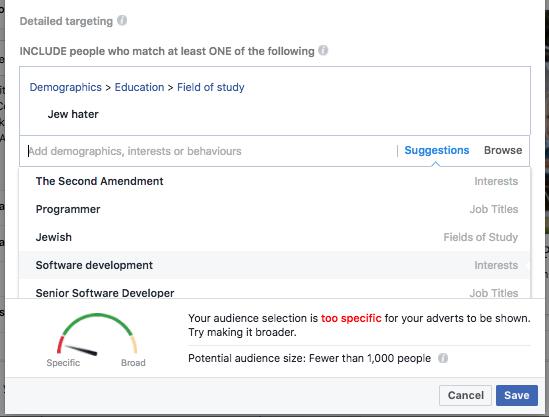 Detailed targeting
INCLUDE people who match at least ONE of the following
Demographics > Education > Field of study
Jew hater
Add demographics, interests or behaviours | Suggestions Browse
The Second Amendment Interests
Programmer Job Titles
Jewish Fields of Study
Software development Interests
Senior Software Developer Job Titles
Your audience selection is too specific for your adverts to be shown.
Try making it broader.
Specific Broad
Potential audience size: Fewer than 1,000 people
Cancel Save